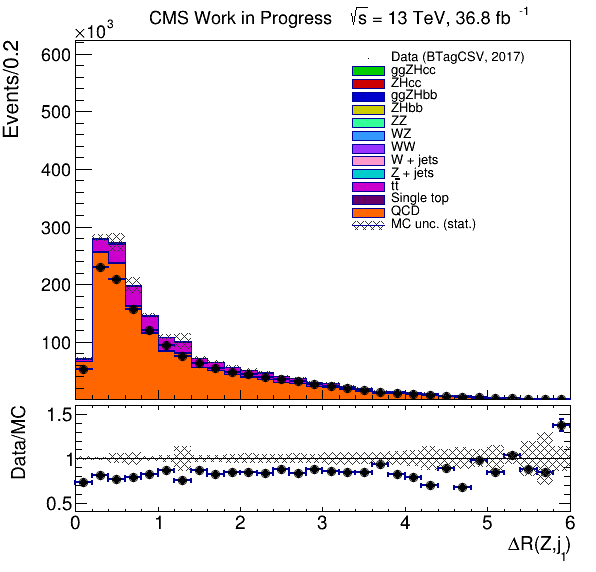 CMS Work in Progress √s = 13 TeV, 36.8 fb⁻¹
×10³
Events/0.2
600
500
400
300
200
100
Data (BTagCSV, 2017)
ggZHcc
ZHcc
ggZHbb
ZHbb
ZZ
WZ
WW
W + jets
Z + jets
tt̄
Single top
QCD
MC unc. (stat.)
Data/MC
1.5
1
0.5
0 1 2 3 4 5 6
ΔR(Z,j₁)